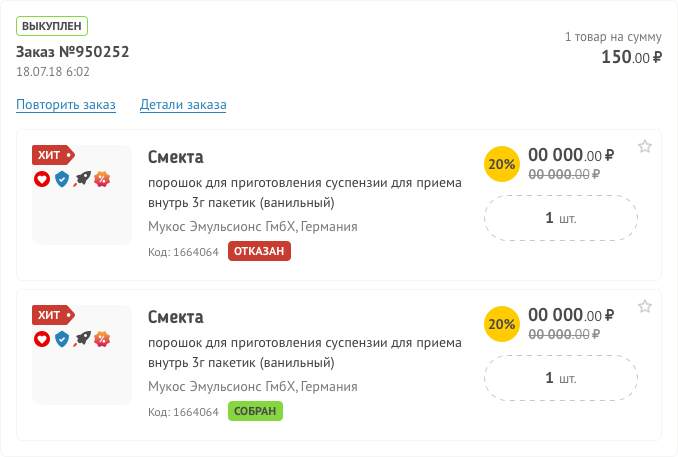 ВЫКУПЛЕН
Заказ №950252
18.07.18 6:02
1 товар на сумму
150.00 ₽
Повторить заказ Детали заказа
ХИТ
%
Смекта
порошок для приготовления суспензии для приема
внутрь 3г пакетик (ванильный)
Мукос Эмульсионс ГмбХ, Германия
Код: 1664064 ОТКАЗАН
20%
00 000.00 ₽
00 000.00 ₽
1 шт.
ХИТ
%
Смекта
порошок для приготовления суспензии для приема
внутрь 3г пакетик (ванильный)
Мукос Эмульсионс ГмбХ, Германия
Код: 1664064 СОБРАН
20%
00 000.00 ₽
00 000.00 ₽
1 шт.